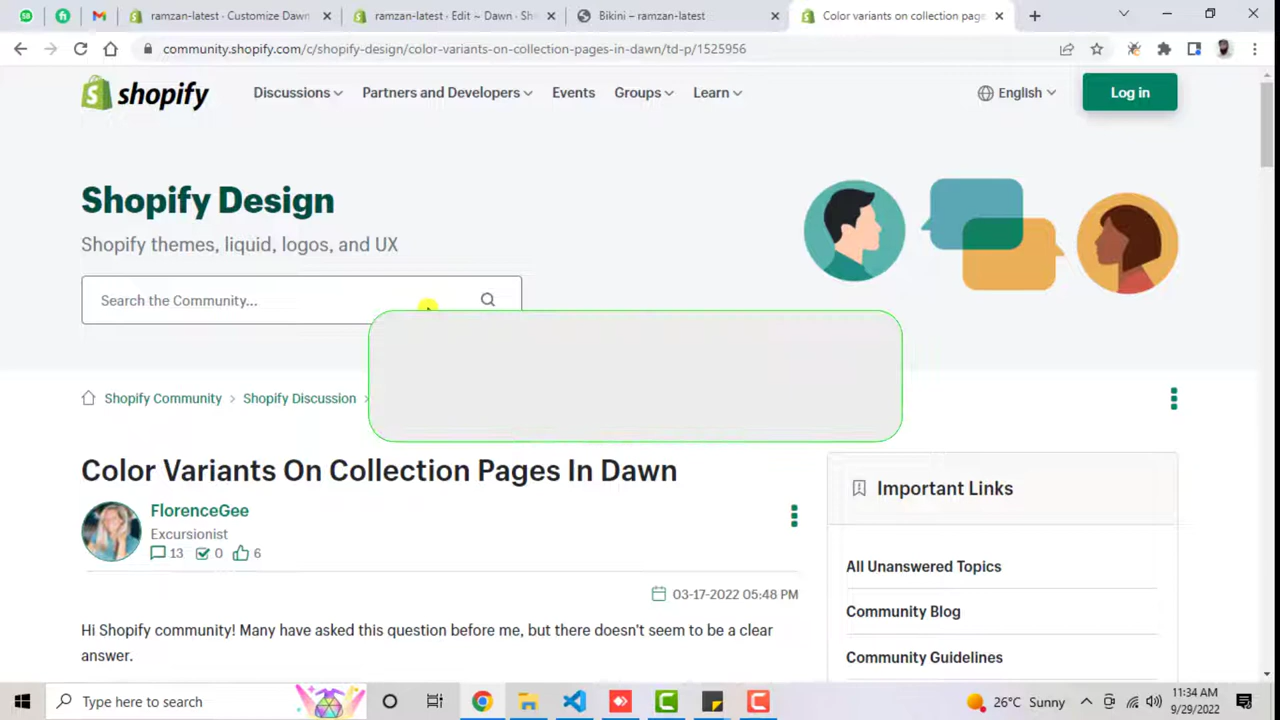 ramzan-latest · Customize Dawn
ramzan-latest · Edit ~ Dawn · Sh
Bikini – ramzan-latest
Color variants on collection page
community.shopify.com/c/shopify-design/color-variants-on-collection-pages-in-dawn/td-p/1525956
shopify
Discussions
Partners and Developers
Events
Groups
Learn
English
Log in
Shopify Design
Shopify themes, liquid, logos, and UX
Search the Community...
Shopify Community
Shopify Discussion
Color Variants On Collection Pages In Dawn
FlorenceGee
Excursionist
13 0 6
03-17-2022 05:48 PM
Hi Shopify community! Many have asked this question before me, but there doesn't seem to be a clear
answer.
Important Links
All Unanswered Topics
Community Blog
Community Guidelines
Type here to search
26°C Sunny
11:34 AM
9/29/2022